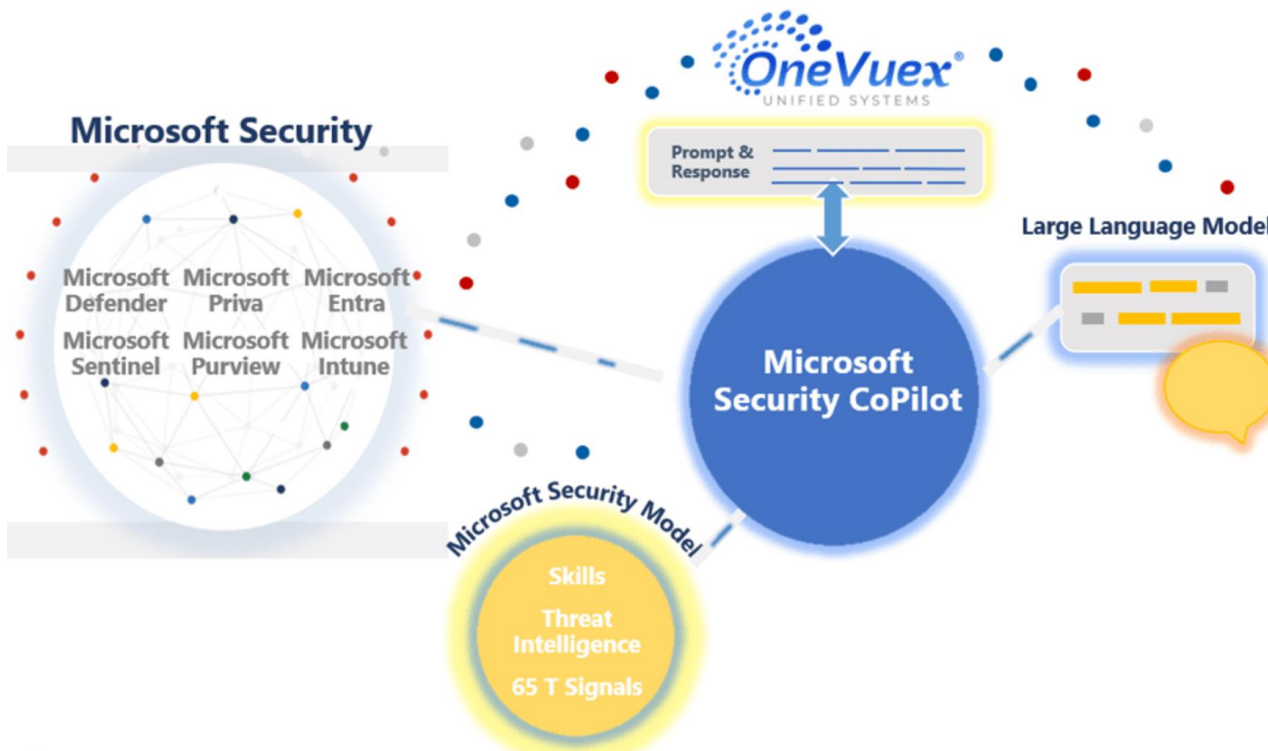 OneVuex®
UNIFIED SYSTEMS
Microsoft Security
Prompt &
Response
Large Language Model
Microsoft Microsoft Microsoft
Defender Priva Entra
Microsoft Microsoft Microsoft
Sentinel Purview Intune
Microsoft
Security CoPilot
Microsoft Security Model
Skills
Threat
Intelligence
65 T Signals